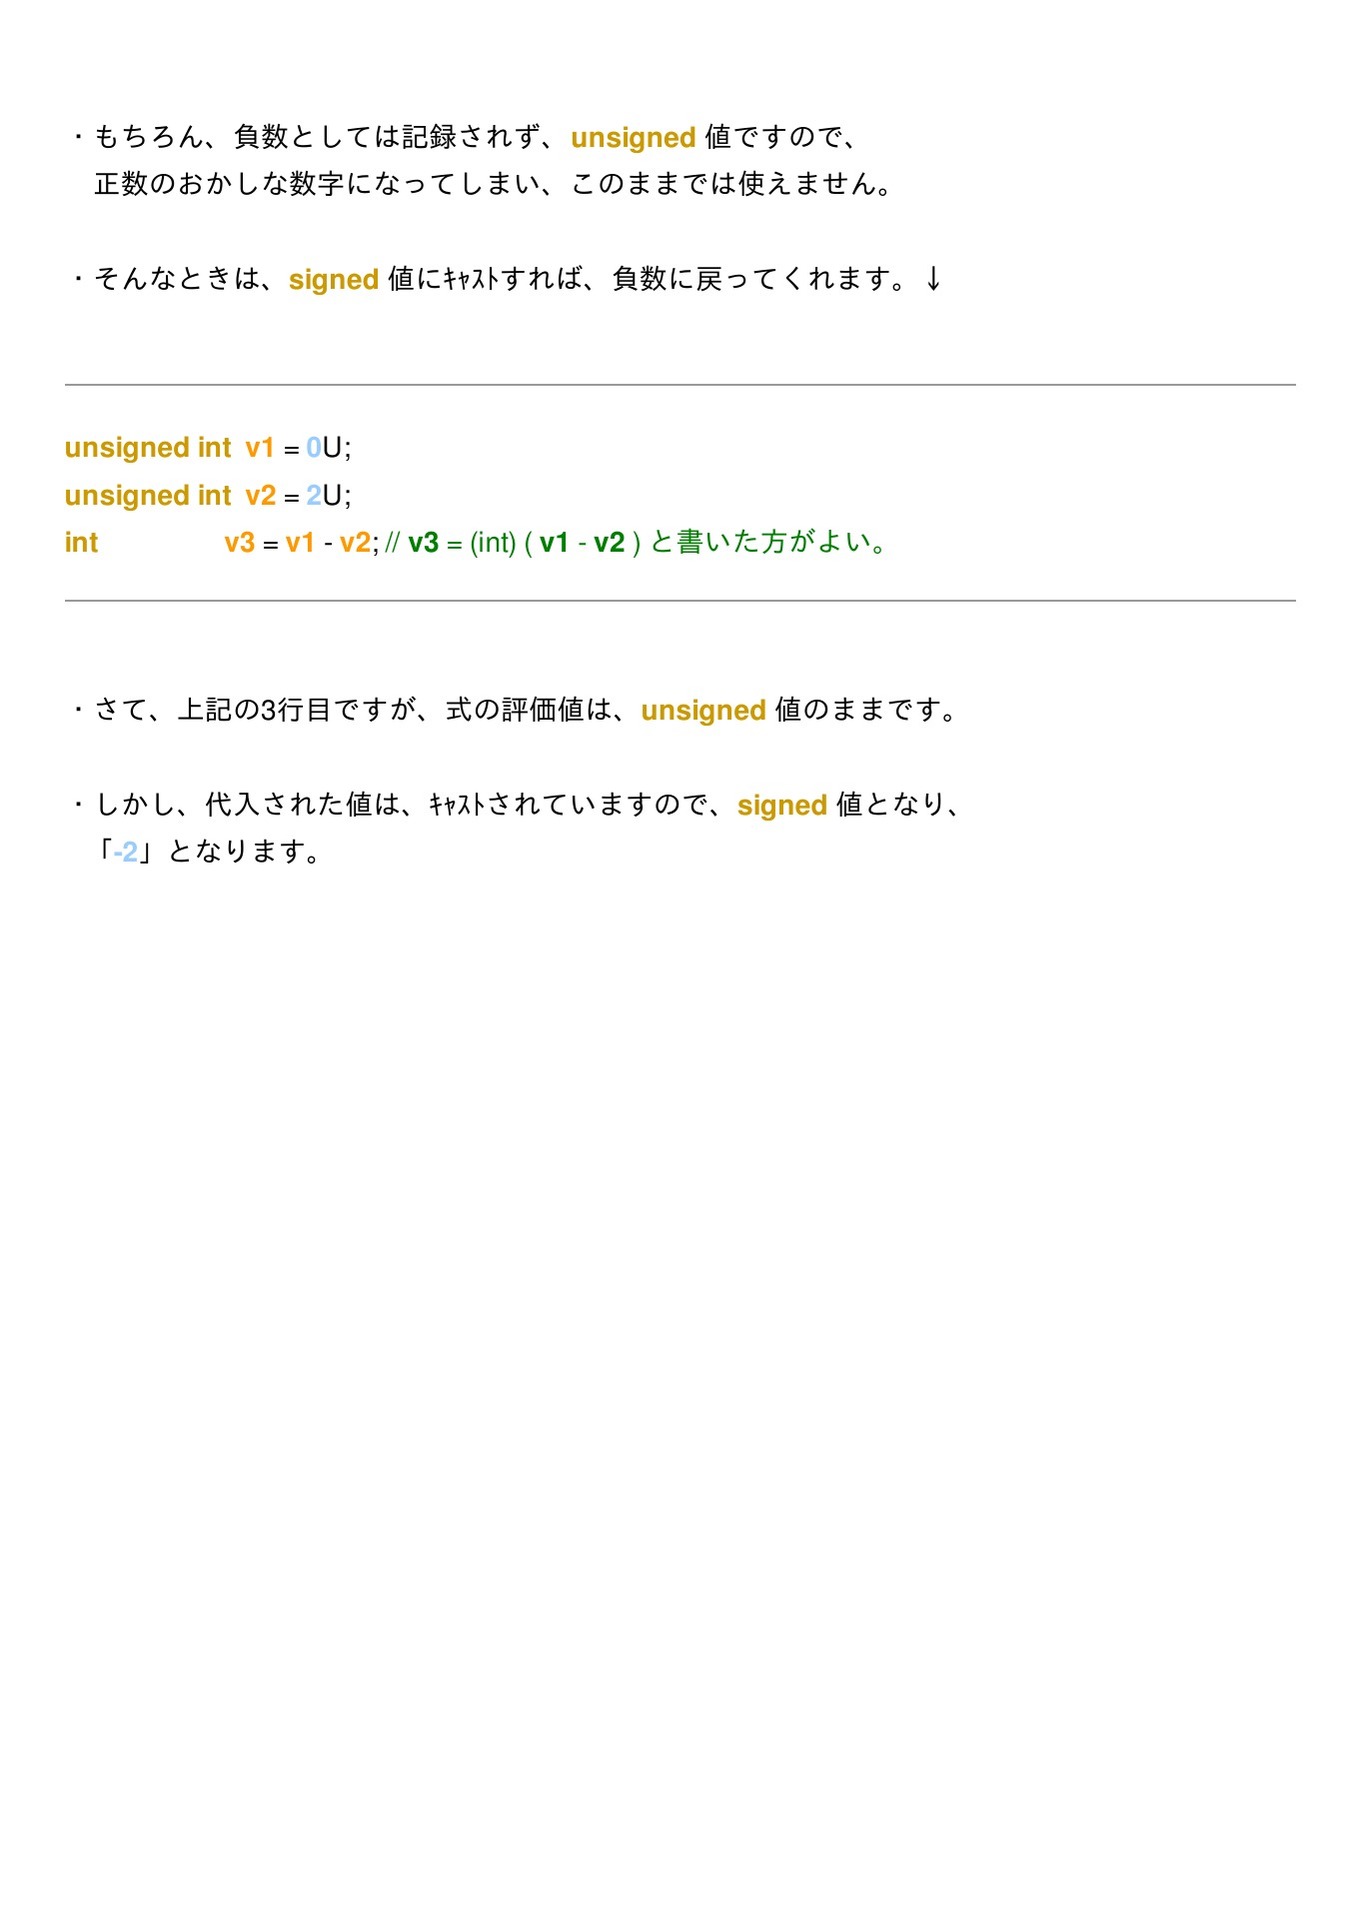 ・もちろん、負数としては記録されず、unsigned 値ですので、
正数のおかしな数字になってしまい、このままでは使えません。
・そんなときは、signed 値にｷｬｽﾄすれば、負数に戻ってくれます。↓
unsigned int v1 = 0U;
unsigned int v2 = 2U;
int v3 = v1 - v2; // v3 = (int) ( v1 - v2 ) と書いた方がよい。
・さて、上記の3行目ですが、式の評価値は、unsigned 値のままです。
・しかし、代入された値は、ｷｬｽﾄされていますので、signed 値となり、
「-2」となります。